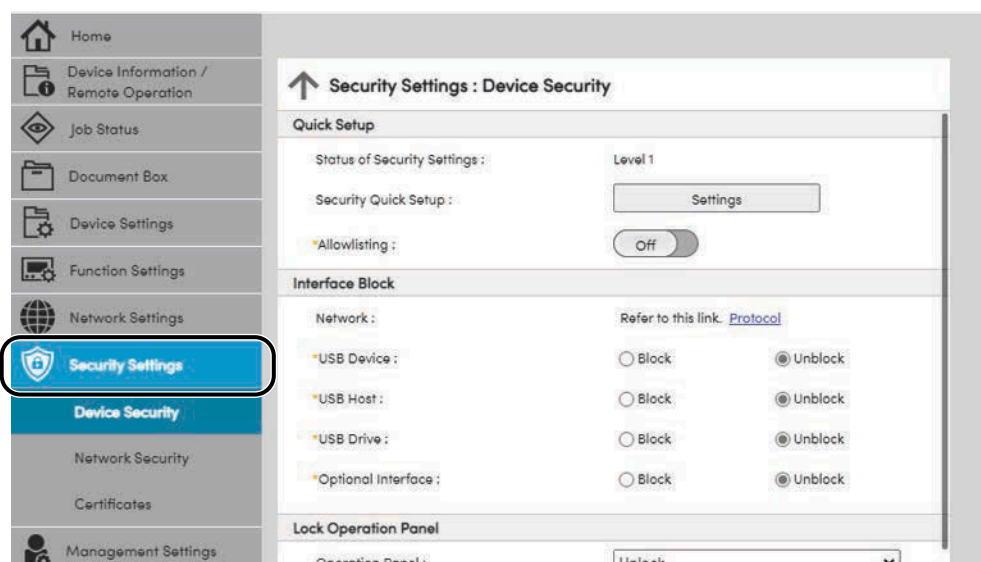 Home
Device Information /
Remote Operation
Job Status
Document Box
Device Settings
Function Settings
Network Settings
Security Settings
Device Security
Network Security
Certificates
Management Settings
Security Settings : Device Security
Quick Setup
Status of Security Settings : Level 1
Security Quick Setup : Settings
*Allowlisting : Off
Interface Block
Network : Refer to this link. Protocol
*USB Device : Block Unblock
*USB Host : Block Unblock
*USB Drive : Block Unblock
*Optional Interface : Block Unblock
Lock Operation Panel
Operation Panel : Unlock